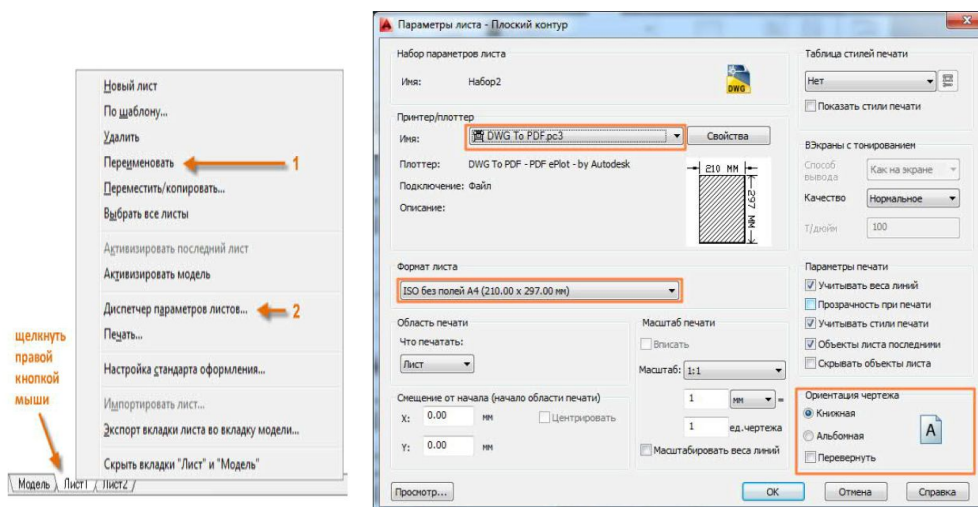 Новый лист
По шаблону...
Удалить
Переименовать
1
Переместить/копировать...
Выбрать все листы
Активизировать последний лист
Активизировать модель
Диспетчер параметров листов...
2
Печать...
Настройка стандарта оформления...
Импортировать лист...
Экспорт вкладки листа во вкладку модели...
Скрыть вкладки "Лист" и "Модель"
щелкнуть
правой
кнопкой
мыши
Модель
Лист1
Лист2
Параметры листа - Плоский контур
Набор параметров листа
Имя:
Набор2
DWG
Принтер/плоттер
Имя:
DWG To PDF.pc3
Свойства
Плоттер:
DWG To PDF - PDF ePlot - by Autodesk
Подключение:
Файл
Описание:
210 MM
297 MM
Формат листа
ISO без полей A4 (210.00 x 297.00 мм)
Область печати
Что печатать:
Лист
Смещение от начала (начало области печати)
X:
0.00
мм
Центрировать
Y:
0.00
мм
Масштаб печати
Вписать
Масштаб:
1:1
1
мм
=
1
ед.чертежа
Масштабировать веса линий
Таблица стилей печати
Нет
Показать стили печати
ВЭкраны с тонированием
Способ
вывода
Как на экране
Качество
Нормальное
Т/дюйм
100
Параметры печати
Учитывать веса линий
Прозрачность при печати
Учитывать стили печати
Объекты листа последними
Скрывать объекты листа
Ориентация чертежа
Книжная
Альбомная
Перевернуть
A
Просмотр...
ОК
Отмена
Справка